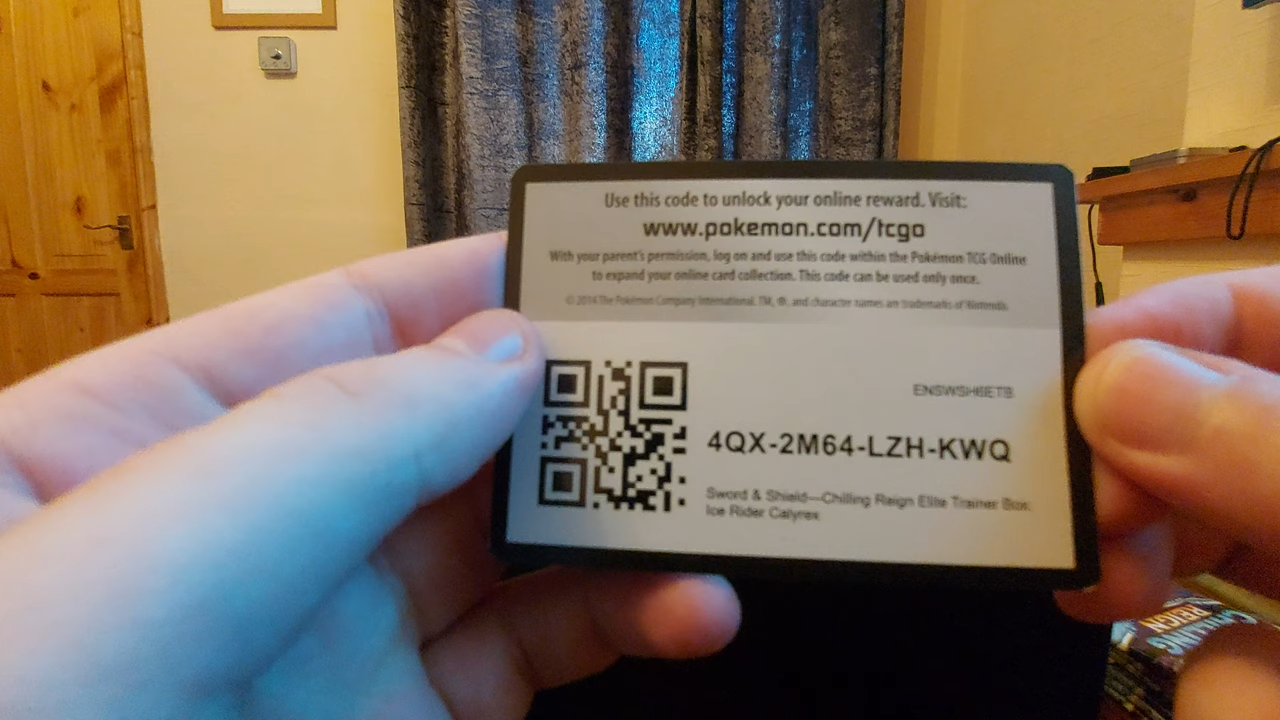 Use this code to unlock your online reward. Visit:
www.pokemon.com/tcgo
With your parent's permission, log on and use this code within the Pokémon TCG Online
to expand your online card collection. This code can be used only once.
© 2014 The Pokémon Company International. TM, ®, and character names are trademarks of Nintendo.
ENSWSH6ETB
4QX-2M64-LZH-KWQ
Sword & Shield—Chilling Reign Elite Trainer Box:
Ice Rider Calyrex
CHILLING
REIGN